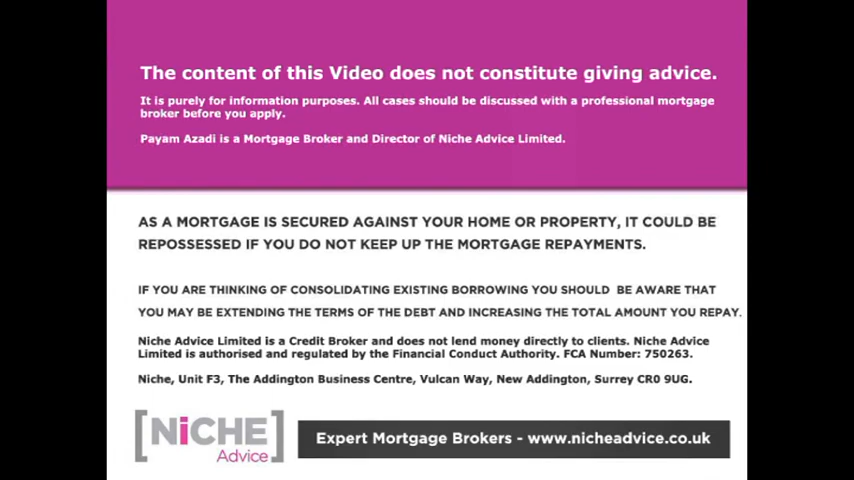 The content of this Video does not constitute giving advice.
It is purely for information purposes. All cases should be discussed with a professional mortgage
broker before you apply.
Payam Azadi is a Mortgage Broker and Director of Niche Advice Limited.
AS A MORTGAGE IS SECURED AGAINST YOUR HOME OR PROPERTY, IT COULD BE
REPOSSESSED IF YOU DO NOT KEEP UP THE MORTGAGE REPAYMENTS.
IF YOU ARE THINKING OF CONSOLIDATING EXISTING BORROWING YOU SHOULD BE AWARE THAT
YOU MAY BE EXTENDING THE TERMS OF THE DEBT AND INCREASING THE TOTAL AMOUNT YOU REPAY.
Niche Advice Limited is a Credit Broker and does not lend money directly to clients. Niche Advice
Limited is authorised and regulated by the Financial Conduct Authority. FCA Number: 750263.
Niche, Unit F3, The Addington Business Centre, Vulcan Way, New Addington, Surrey CR0 9UG.
[NiCHE]
Advice
Expert Mortgage Brokers - www.nicheadvice.co.uk